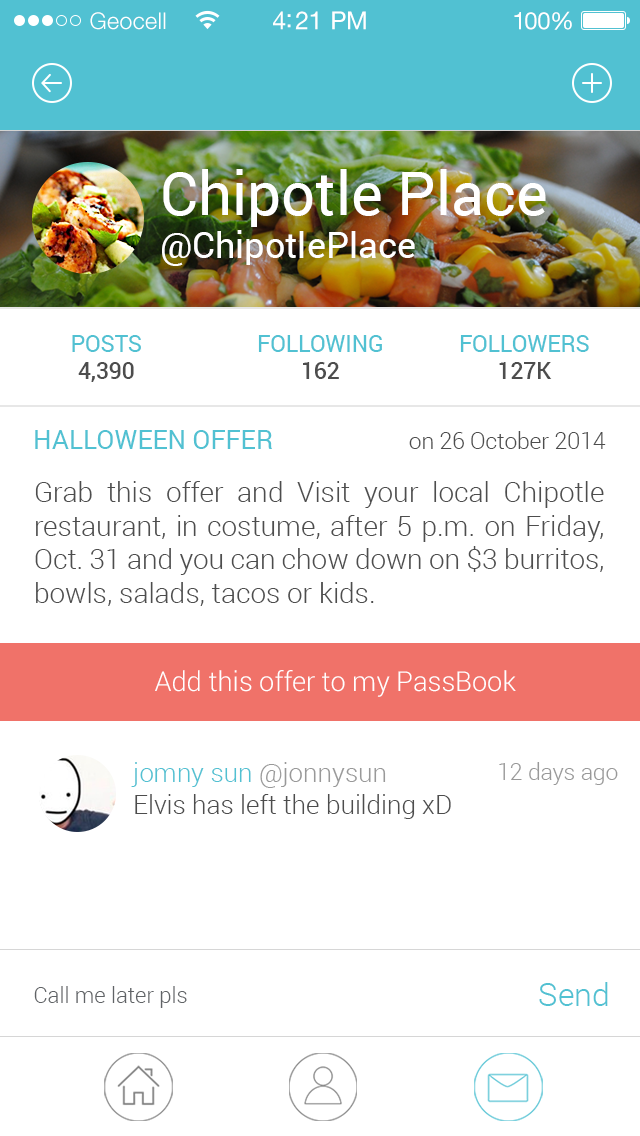 Geocell 4:21 PM 100%
Chipotle Place
@ChipotlePlace
POSTS FOLLOWING FOLLOWERS
4,390 162 127K
HALLOWEEN OFFER on 26 October 2014
Grab this offer and Visit your local Chipotle
restaurant, in costume, after 5 p.m. on Friday,
Oct. 31 and you can chow down on $3 burritos,
bowls, salads, tacos or kids.
Add this offer to my PassBook
jomny sun @jonnysun 12 days ago
Elvis has left the building xD
Call me later pls Send